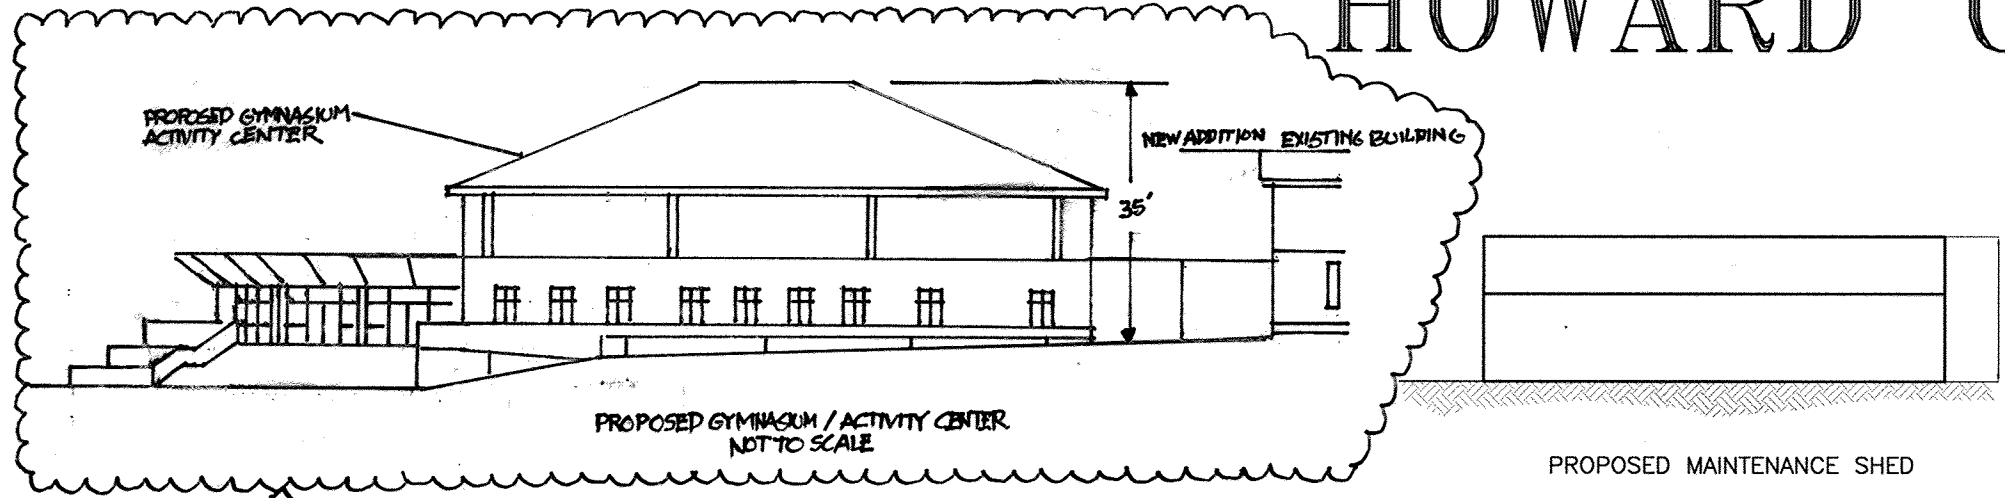 HOWARD
PROPOSED GYMNASIUM
ACTIVITY CENTER
NEW ADDITION EXISTING BUILDING
35'
PROPOSED GYMNASIUM / ACTIVITY CENTER
NOT TO SCALE
PROPOSED MAINTENANCE SHED